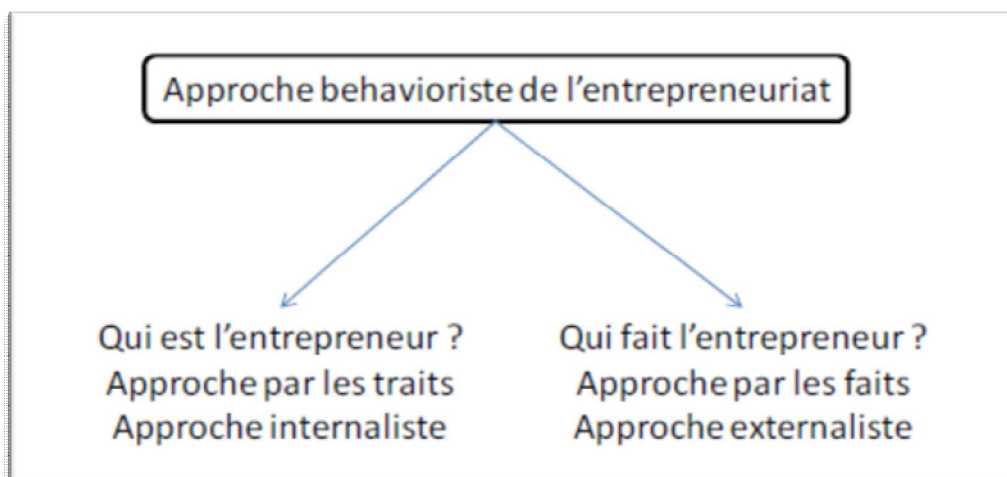 Approche behavioriste de l'entrepreneuriat
Qui est l'entrepreneur ?
Approche par les traits
Approche internaliste
Qui fait l'entrepreneur ?
Approche par les faits
Approche externaliste